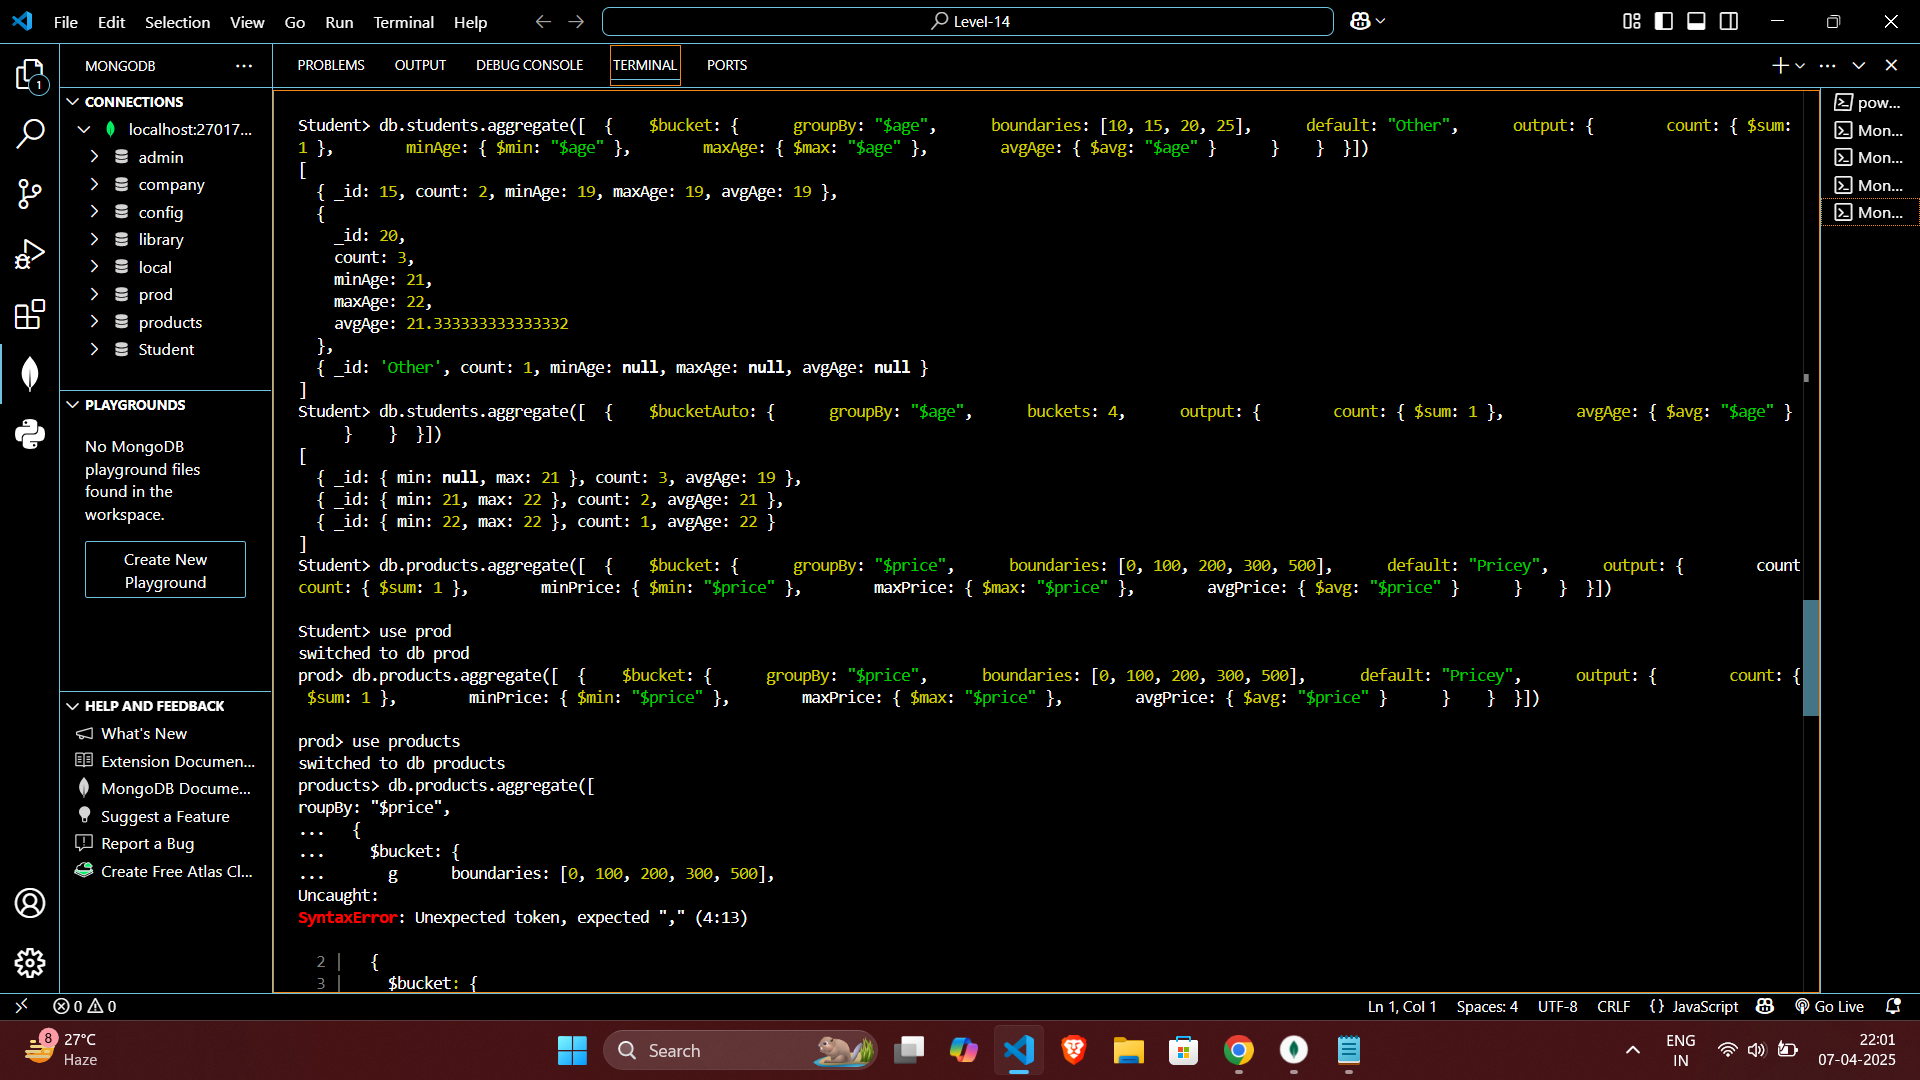 File Edit Selection View Go Run Terminal Help
Level-14
MONGODB
PROBLEMS OUTPUT DEBUG CONSOLE TERMINAL PORTS
1
CONNECTIONS
localhost:27017...
admin
company
config
library
local
prod
products
Student
PLAYGROUNDS
No MongoDB
playground files
found in the
workspace.
Create New
Playground
HELP AND FEEDBACK
What's New
Extension Documen...
MongoDB Docume...
Suggest a Feature
Report a Bug
Create Free Atlas Cl...
Student> db.students.aggregate([  {    $bucket: {      groupBy: "$age",      boundaries: [10, 15, 20, 25],      default: "Other",      output: {        count: { $sum:
1 },        minAge: { $min: "$age" },        maxAge: { $max: "$age" },        avgAge: { $avg: "$age" }      }    }  }])
[
  { _id: 15, count: 2, minAge: 19, maxAge: 19, avgAge: 19 },
  {
    _id: 20,
    count: 3,
    minAge: 21,
    maxAge: 22,
    avgAge: 21.333333333333332
  },
  { _id: 'Other', count: 1, minAge: null, maxAge: null, avgAge: null }
]
Student> db.students.aggregate([  {    $bucketAuto: {      groupBy: "$age",      buckets: 4,      output: {        count: { $sum: 1 },        avgAge: { $avg: "$age" }
     }    }  }])
[
  { _id: { min: null, max: 21 }, count: 3, avgAge: 19 },
  { _id: { min: 21, max: 22 }, count: 2, avgAge: 21 },
  { _id: { min: 22, max: 22 }, count: 1, avgAge: 22 }
]
Student> db.products.aggregate([  {    $bucket: {      groupBy: "$price",      boundaries: [0, 100, 200, 300, 500],      default: "Pricey",      output: {        count
count: { $sum: 1 },        minPrice: { $min: "$price" },        maxPrice: { $max: "$price" },        avgPrice: { $avg: "$price" }      }    }  }])
Student> use prod
switched to db prod
prod> db.products.aggregate([  {    $bucket: {      groupBy: "$price",      boundaries: [0, 100, 200, 300, 500],      default: "Pricey",      output: {        count: {
 $sum: 1 },        minPrice: { $min: "$price" },        maxPrice: { $max: "$price" },        avgPrice: { $avg: "$price" }      }    }  }])
prod> use products
switched to db products
products> db.products.aggregate([
roupBy: "$price",
...   {
...     $bucket: {
...       g      boundaries: [0, 100, 200, 300, 500],
Uncaught:
SyntaxError: Unexpected token, expected "," (4:13)
  2 |   {
  3 |     $bucket: {
pow...
Mon...
Mon...
Mon...
Mon...
0 0
Ln 1, Col 1 Spaces: 4 UTF-8 CRLF {} JavaScript Go Live
8
27°C
Haze
Search
ENG
IN
22:01
07-04-2025